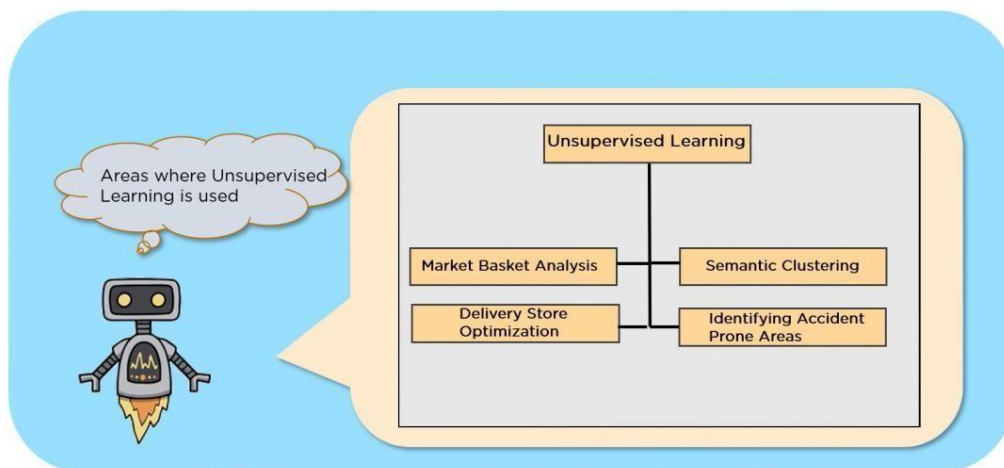 Areas where Unsupervised
Learning is used
Unsupervised Learning
Market Basket Analysis
Semantic Clustering
Delivery Store
Optimization
Identifying Accident
Prone Areas